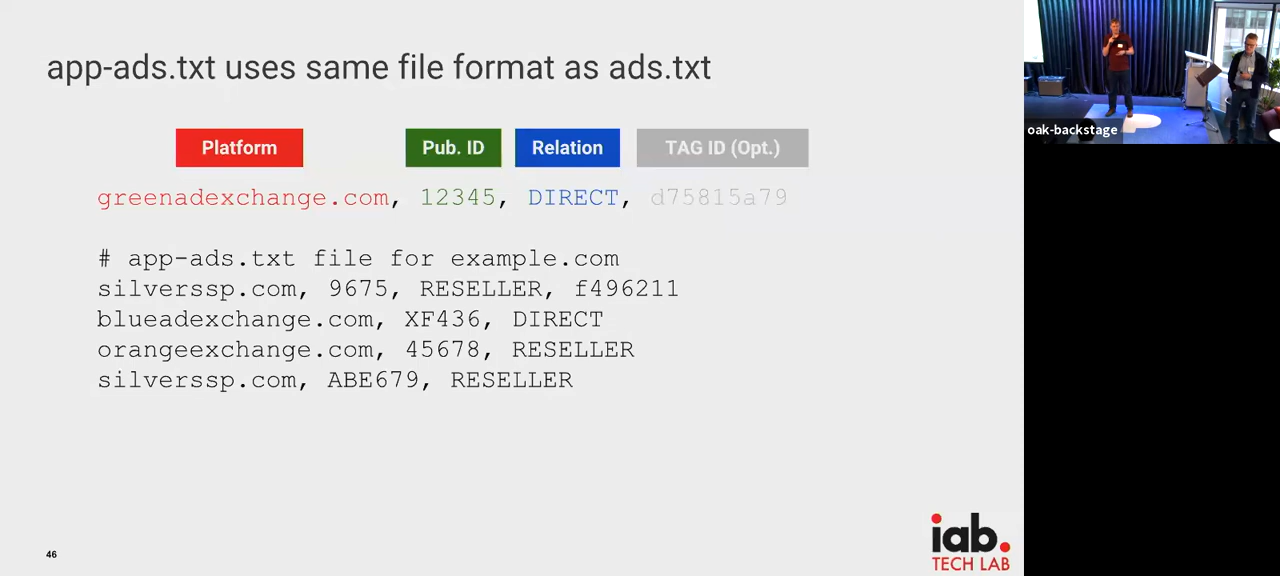 app-ads.txt uses same file format as ads.txt
Platform Pub. ID Relation TAG ID (Opt.)
greenadexchange.com, 12345, DIRECT, d75815a79
# app-ads.txt file for example.com
silverssp.com, 9675, RESELLER, f496211
blueadexchange.com, XF436, DIRECT
orangeexchange.com, 45678, RESELLER
silverssp.com, ABE679, RESELLER
46
iab.
TECH LAB
oak-backstage